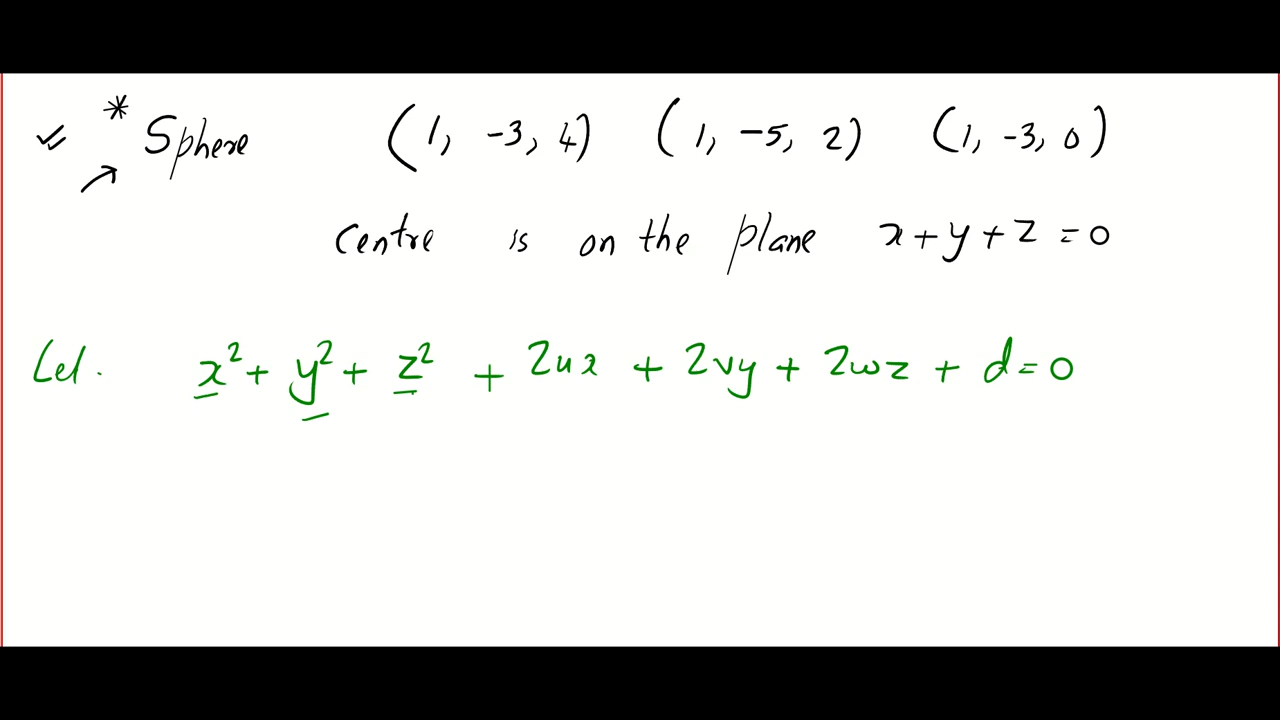 * Sphere (1, -3, 4) (1, -5, 2) (1, -3, 0)
centre is on the plane x + y + z = 0
Let. x² + y² + z² + 2ux + 2vy + 2wz + d = 0